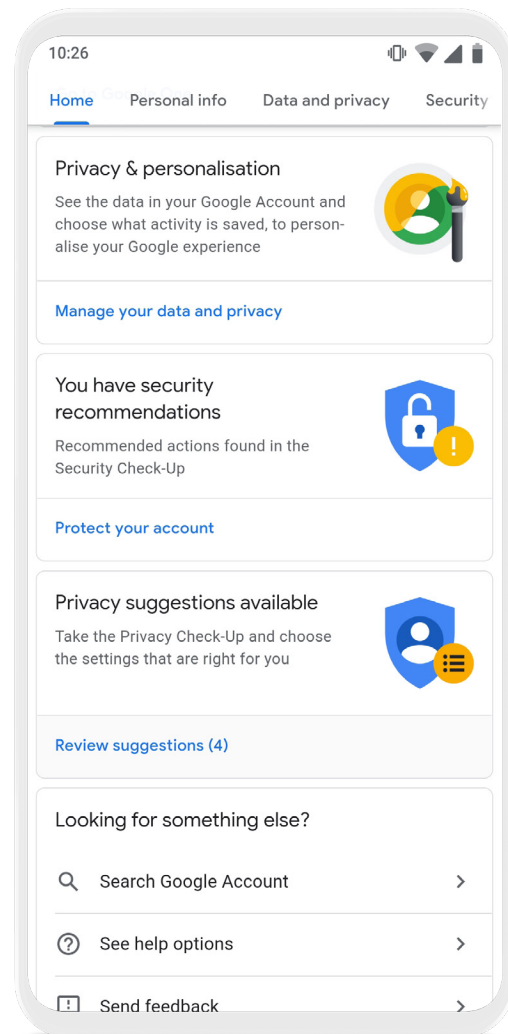 10:26
Home Personal info Data and privacy Security
Privacy & personalisation
See the data in your Google Account and
choose what activity is saved, to person-
alise your Google experience
Manage your data and privacy
You have security
recommendations
Recommended actions found in the
Security Check-Up
Protect your account
Privacy suggestions available
Take the Privacy Check-Up and choose
the settings that are right for you
Review suggestions (4)
Looking for something else?
Search Google Account
See help options
Send feedback